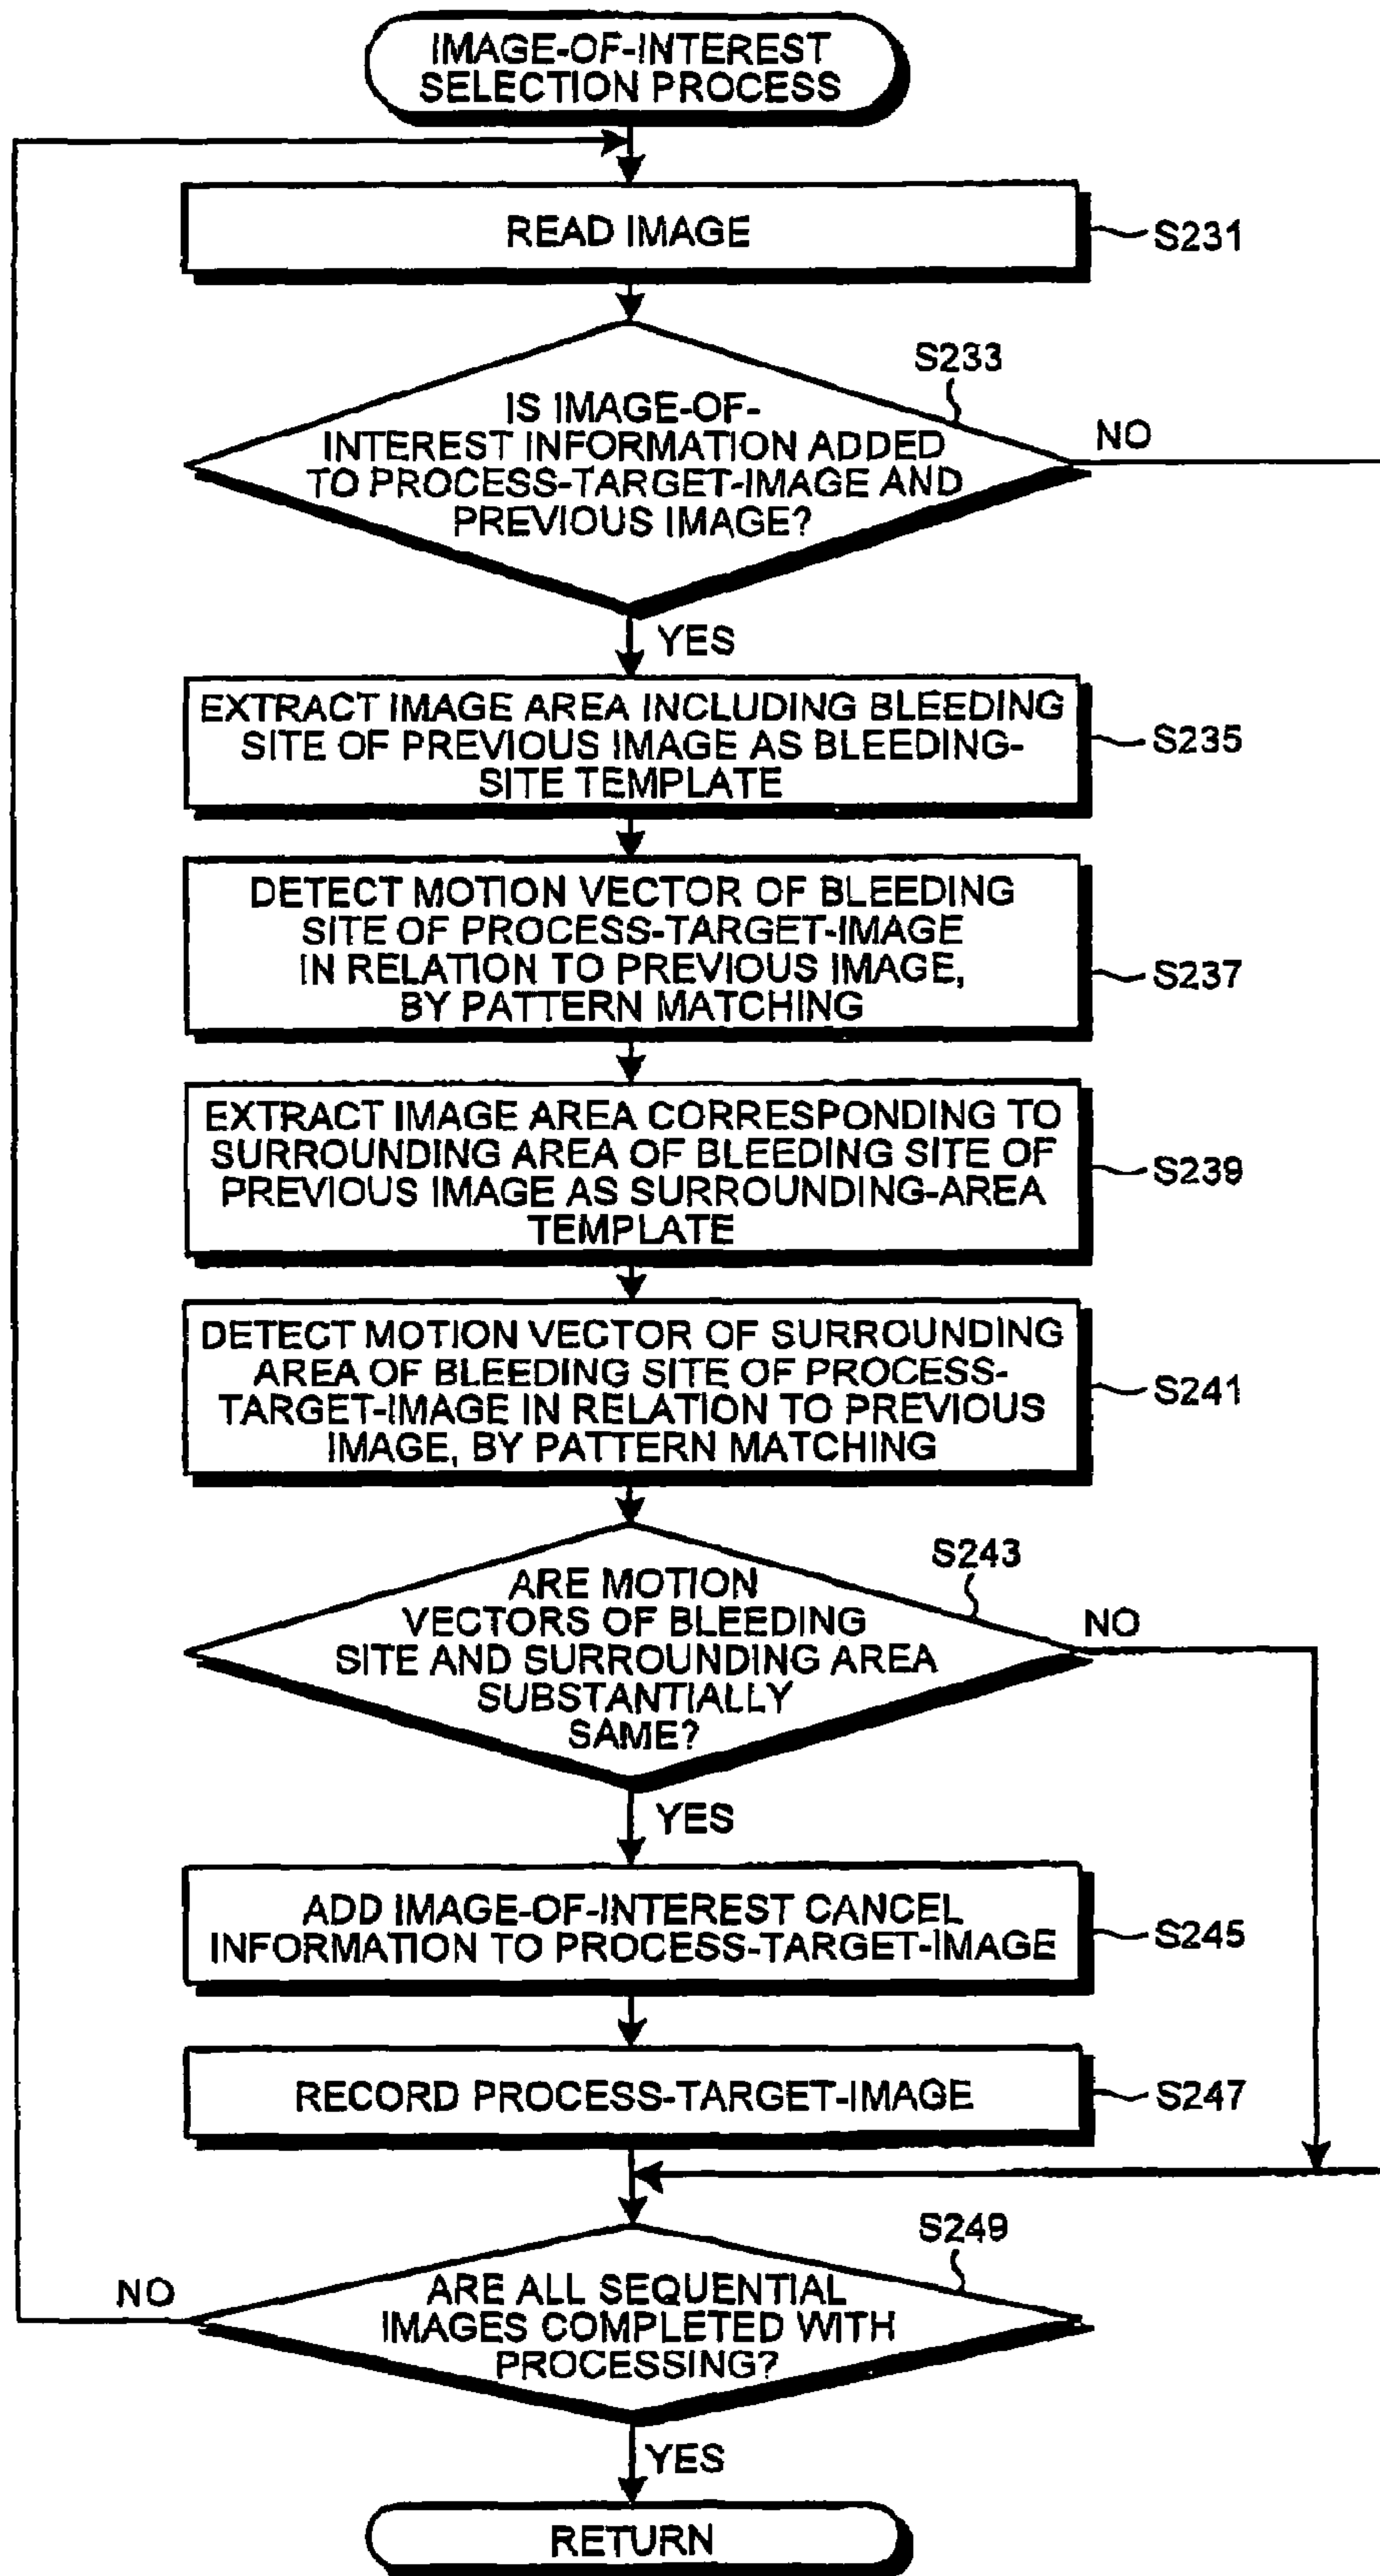 IMAGE-OF-INTEREST
SELECTION PROCESS
READ IMAGE
S231
S233
IS IMAGE-OF-
INTEREST INFORMATION ADDED
TO PROCESS-TARGET-IMAGE AND
PREVIOUS IMAGE?
NO
YES
EXTRACT IMAGE AREA INCLUDING BLEEDING
SITE OF PREVIOUS IMAGE AS BLEEDING-
SITE TEMPLATE
S235
DETECT MOTION VECTOR OF BLEEDING
SITE OF PROCESS-TARGET-IMAGE
IN RELATION TO PREVIOUS IMAGE,
BY PATTERN MATCHING
S237
EXTRACT IMAGE AREA CORRESPONDING TO
SURROUNDING AREA OF BLEEDING SITE OF
PREVIOUS IMAGE AS SURROUNDING-AREA
TEMPLATE
S239
DETECT MOTION VECTOR OF SURROUNDING
AREA OF BLEEDING SITE OF PROCESS-
TARGET-IMAGE IN RELATION TO PREVIOUS
IMAGE, BY PATTERN MATCHING
S241
S243
ARE MOTION
VECTORS OF BLEEDING
SITE AND SURROUNDING AREA
SUBSTANTIALLY
SAME?
NO
YES
ADD IMAGE-OF-INTEREST CANCEL
INFORMATION TO PROCESS-TARGET-IMAGE
S245
RECORD PROCESS-TARGET-IMAGE
S247
S249
ARE ALL SEQUENTIAL
IMAGES COMPLETED WITH
PROCESSING?
NO
YES
RETURN